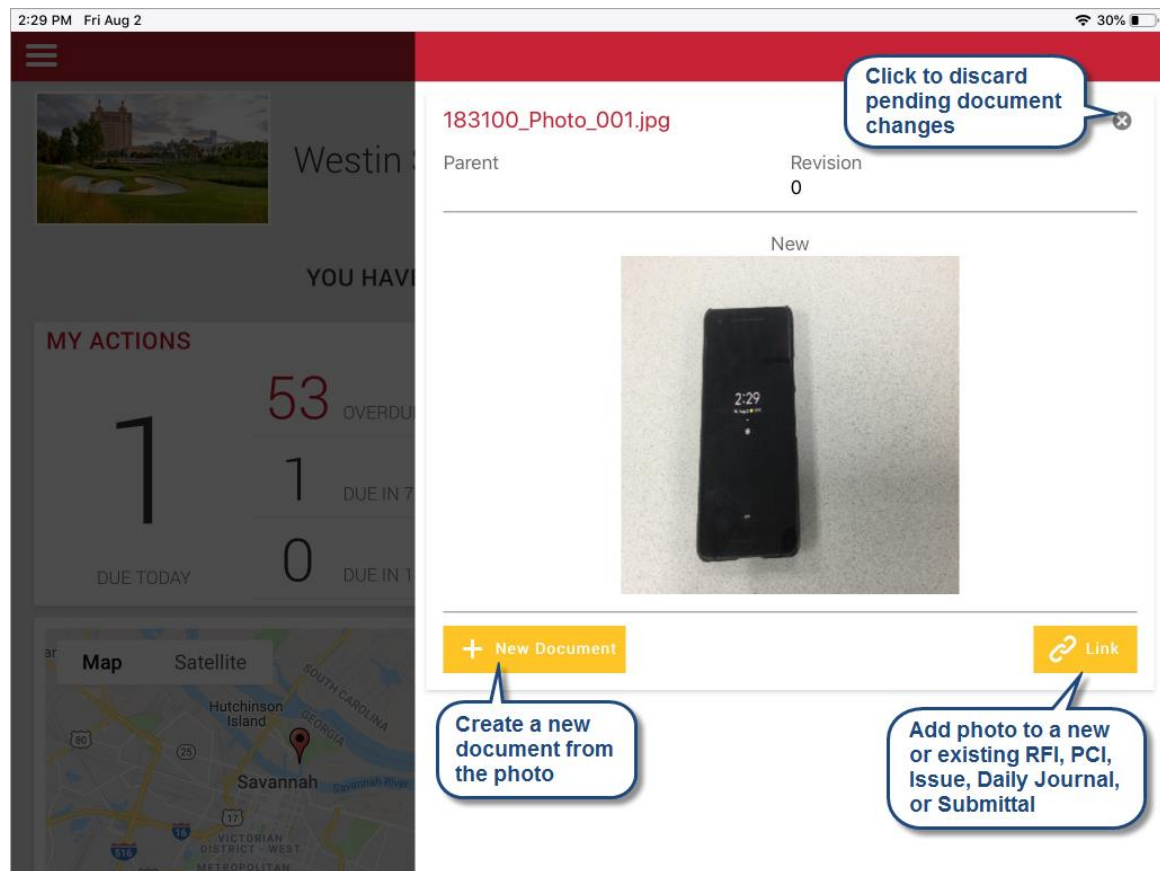 2:29 PM Fri Aug 2
30%
Click to discard
pending document
changes
183100_Photo_001.jpg
Westin
Parent
Revision
0
New
YOU HAVE
MY ACTIONS
1
DUE TODAY
53 OVERDU
1 DUE IN 7
0 DUE IN 1
2:29
+ New Document
Link
Create a new
document from
the photo
Add photo to a new
or existing RFI, PCI,
Issue, Daily Journal,
or Submittal
Map Satellite
SOUTH CAROLINA
GEORGIA
Hutchinson
Island
80
25
Savannah
Savannah River
17
16
VICTORIAN
DISTRICT - WEST
516
METROPOLITAN